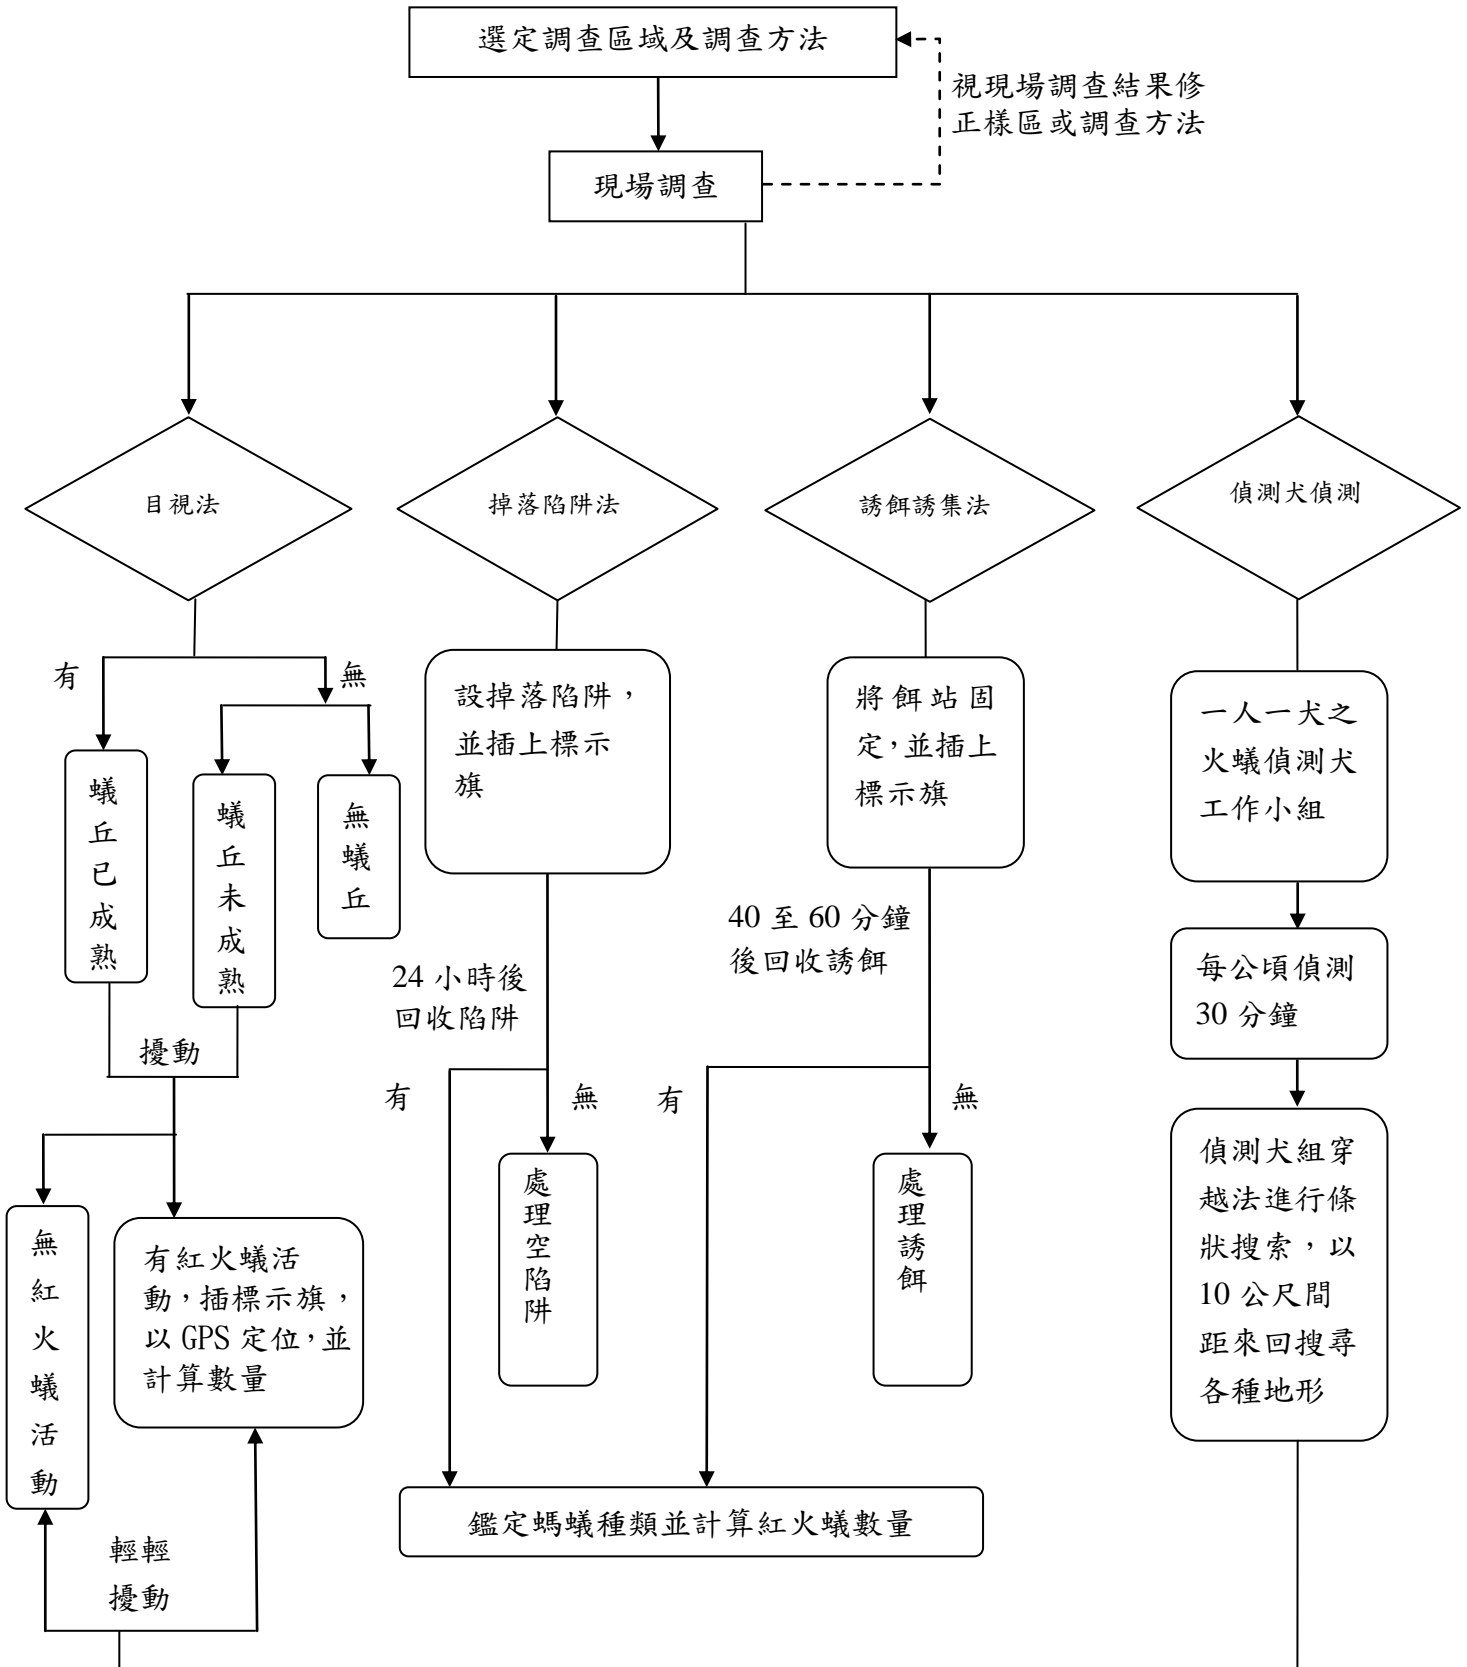 選定調查區域及調查方法
視現場調查結果修
正樣區或調查方法
現場調查
目視法
掉落陷阱法
誘餌誘集法
偵測犬偵測
有
無
蟻丘已成熟
蟻丘未成熟
無蟻丘
設掉落陷阱，
並插上標示
旗
將餌站固
定，並插上
標示旗
一人一犬之
火蟻偵測犬
工作小組
24 小時後
回收陷阱
40 至 60 分鐘
後回收誘餌
每公頃偵測
30 分鐘
擾動
有
無
有
無
無紅火蟻活動
有紅火蟻活
動，插標示旗，
以 GPS 定位，並
計算數量
處理空陷阱
處理誘餌
偵測犬組穿
越法進行條
狀搜索，以
10 公尺間
距來回搜尋
各種地形
鑑定螞蟻種類並計算紅火蟻數量
輕輕
擾動